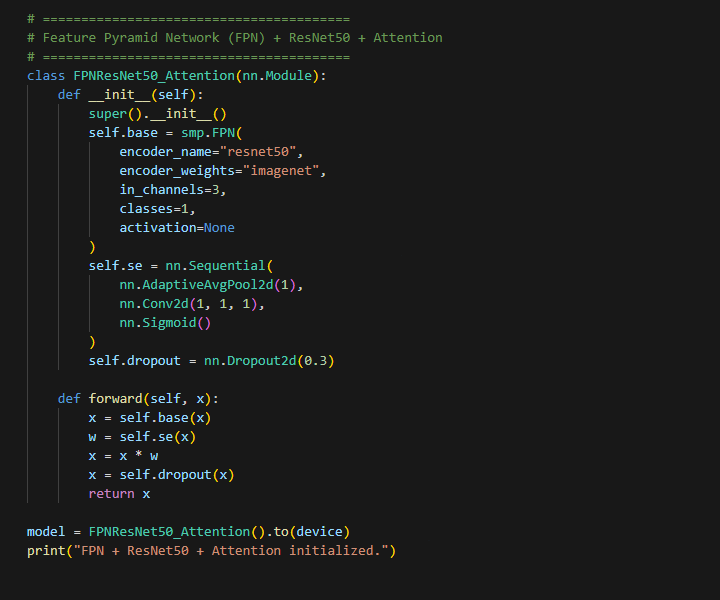 # ========================================
# Feature Pyramid Network (FPN) + ResNet50 + Attention
# ========================================
class FPNResNet50_Attention(nn.Module):
    def __init__(self):
        super().__init__()
        self.base = smp.FPN(
            encoder_name="resnet50",
            encoder_weights="imagenet",
            in_channels=3,
            classes=1,
            activation=None
        )
        self.se = nn.Sequential(
            nn.AdaptiveAvgPool2d(1),
            nn.Conv2d(1, 1, 1),
            nn.Sigmoid()
        )
        self.dropout = nn.Dropout2d(0.3)

    def forward(self, x):
        x = self.base(x)
        w = self.se(x)
        x = x * w
        x = self.dropout(x)
        return x

model = FPNResNet50_Attention().to(device)
print("FPN + ResNet50 + Attention initialized.")